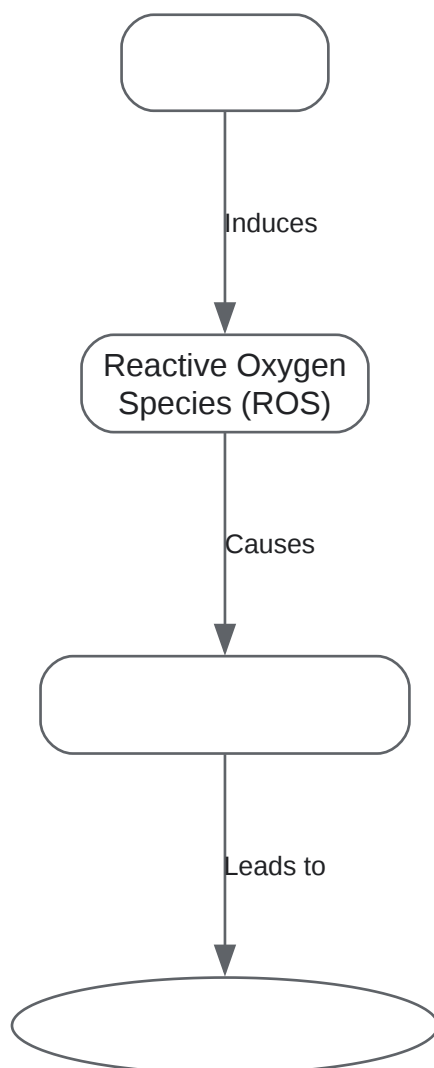 Induces
Reactive Oxygen
Species (ROS)
Causes
Leads to